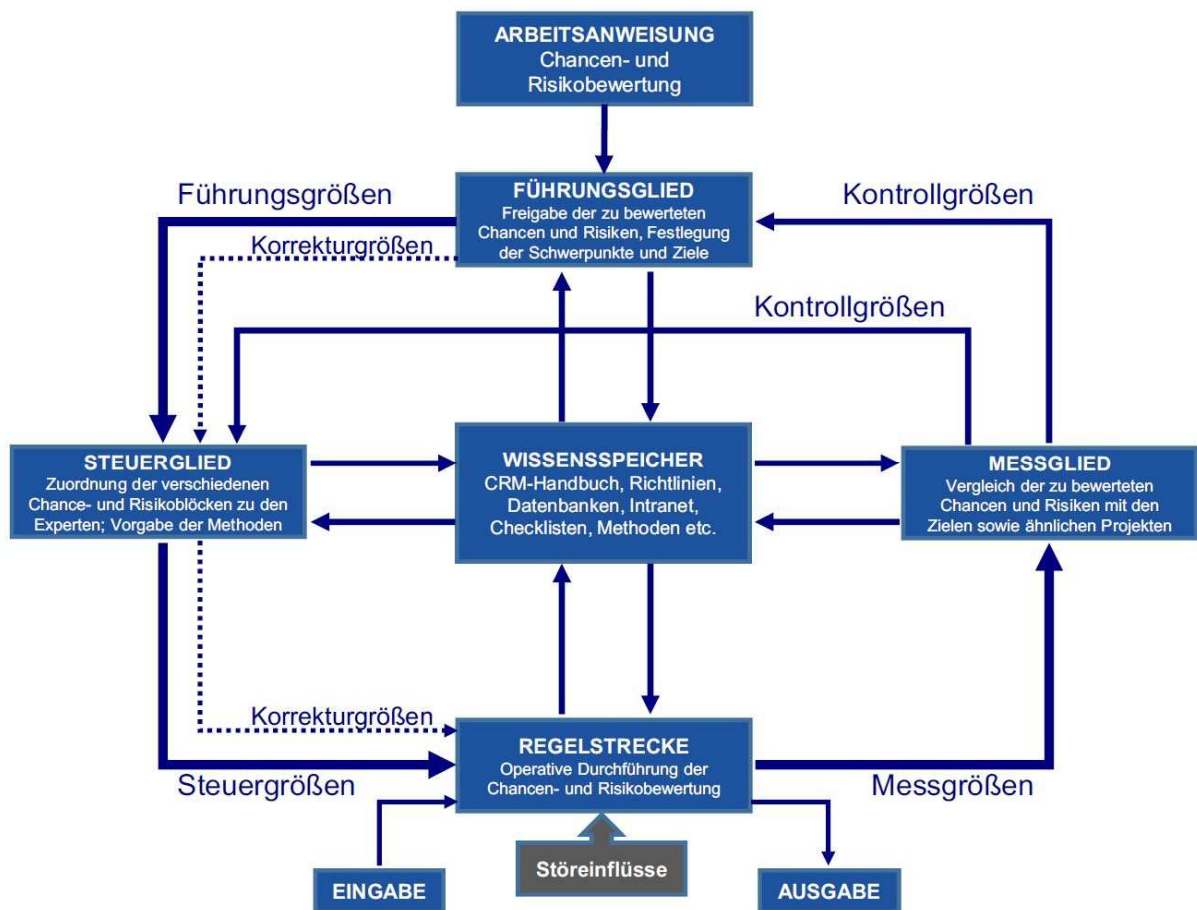 ARBEITSANWEISUNG
Chancen- und
Risikobewertung
Führungsgrößen
FÜHRUNGSGLIED
Freigabe der zu bewerteten
Chancen und Risiken, Festlegung
der Schwerpunkte und Ziele
Kontrollgrößen
Korrekturgrößen
Kontrollgrößen
STEUERGLIED
Zuordnung der verschiedenen
Chance- und Risikoblöcken zu den
Experten; Vorgabe der Methoden
WISSENSSPEICHER
CRM-Handbuch, Richtlinien,
Datenbanken, Intranet,
Checklisten, Methoden etc.
MESSGLIED
Vergleich der zu bewerteten
Chancen und Risiken mit den
Zielen sowie ähnlichen Projekten
Korrekturgrößen
Steuergrößen
REGELSTRECKE
Operative Durchführung der
Chancen- und Risikobewertung
Messgrößen
Störeinflüsse
EINGABE
AUSGABE